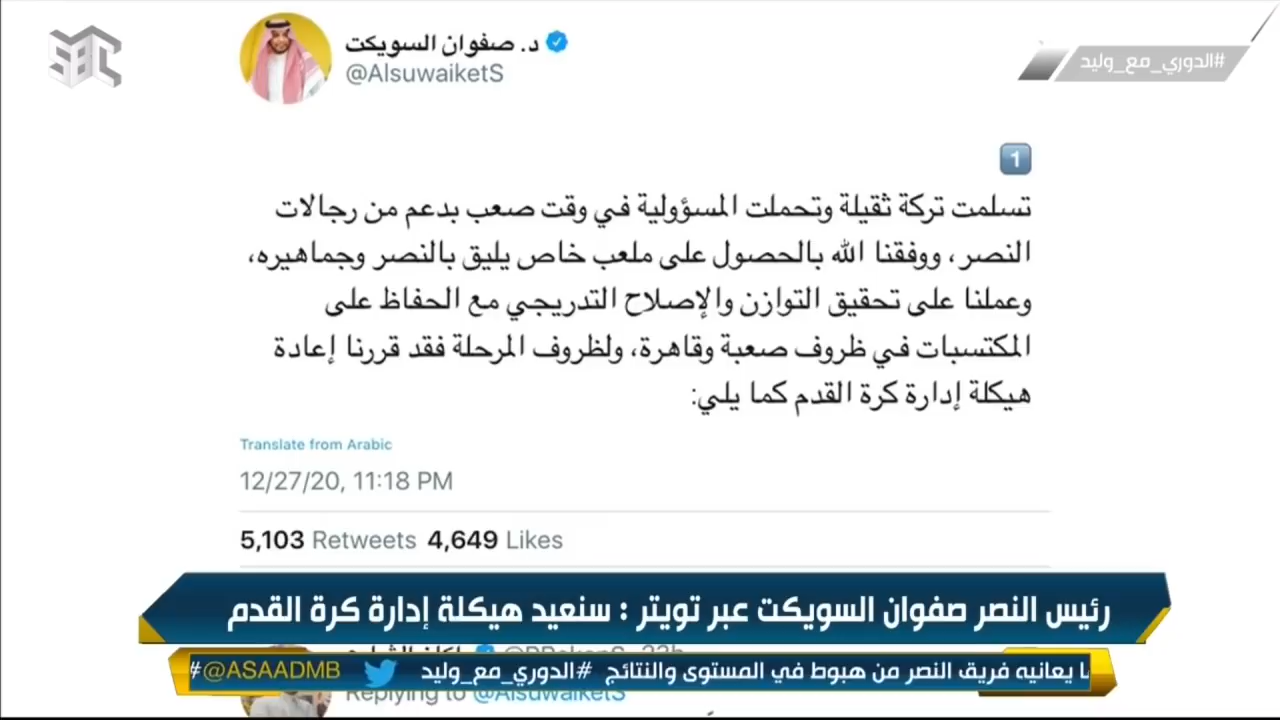 SBC
#الدوري_مع_وليد
د. صفوان السويكت
@AlsuwaiketS
1
تسلمت تركة ثقيلة وتحملت المسؤولية في وقت صعب بدعم من رجالات
النصر، ووفقنا الله بالحصول على ملعب خاص يليق بالنصر وجماهيره،
وعملنا على تحقيق التوازن والإصلاح التدريجي مع الحفاظ على
المكتسبات في ظروف صعبة وقاهرة، ولظروف المرحلة فقد قررنا إعادة
هيكلة إدارة كرة القدم كما يلي:
Translate from Arabic
12/27/20, 11:18 PM
5,103 Retweets 4,649 Likes
رئيس النصر صفوان السويكت عبر تويتر : سنعيد هيكلة إدارة كرة القدم
يعانيه فريق النصر من هبوط في المستوى والنتائج #الدوري_مع_وليد @ASAADMB #
Replying to @AlsuwaiketS